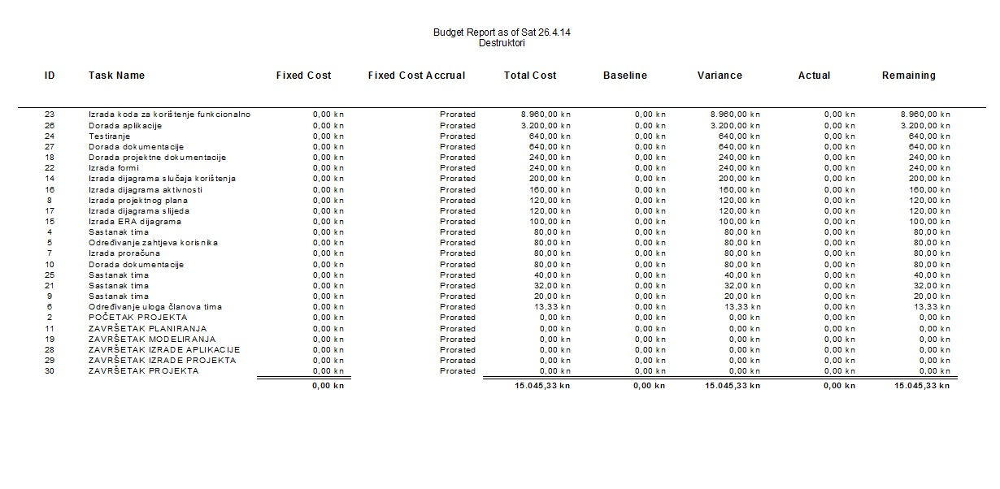 Budget Report as of Sat 26.4.14
Destruktori
ID Task Name Fixed Cost Fixed Cost Accrual Total Cost Baseline Variance Actual Remaining
23 Izrada koda za korištenje funkcionalno 0,00 kn Prorated 8.960,00 kn 0,00 kn 8.960,00 kn 0,00 kn 8.960,00 kn
26 Dorada aplikacije 0,00 kn Prorated 3.200,00 kn 0,00 kn 3.200,00 kn 0,00 kn 3.200,00 kn
24 Testiranje 0,00 kn Prorated 640,00 kn 0,00 kn 640,00 kn 0,00 kn 640,00 kn
27 Dorada dokumentacije 0,00 kn Prorated 640,00 kn 0,00 kn 640,00 kn 0,00 kn 640,00 kn
18 Dorada projektne dokumentacije 0,00 kn Prorated 240,00 kn 0,00 kn 240,00 kn 0,00 kn 240,00 kn
22 Izrada formi 0,00 kn Prorated 240,00 kn 0,00 kn 240,00 kn 0,00 kn 240,00 kn
14 Izrada dijagrama slučaja korištenja 0,00 kn Prorated 200,00 kn 0,00 kn 200,00 kn 0,00 kn 200,00 kn
16 Izrada dijagrama aktivnosti 0,00 kn Prorated 160,00 kn 0,00 kn 160,00 kn 0,00 kn 160,00 kn
8 Izrada projektnog plana 0,00 kn Prorated 120,00 kn 0,00 kn 120,00 kn 0,00 kn 120,00 kn
17 Izrada dijagrama slijeda 0,00 kn Prorated 120,00 kn 0,00 kn 120,00 kn 0,00 kn 120,00 kn
15 Izrada ERA dijagrama 0,00 kn Prorated 100,00 kn 0,00 kn 100,00 kn 0,00 kn 100,00 kn
4 Sastanak tima 0,00 kn Prorated 80,00 kn 0,00 kn 80,00 kn 0,00 kn 80,00 kn
5 Određivanje zahtjeva korisnika 0,00 kn Prorated 80,00 kn 0,00 kn 80,00 kn 0,00 kn 80,00 kn
7 Izrada proračuna 0,00 kn Prorated 80,00 kn 0,00 kn 80,00 kn 0,00 kn 80,00 kn
10 Dorada dokumentacije 0,00 kn Prorated 80,00 kn 0,00 kn 80,00 kn 0,00 kn 80,00 kn
25 Sastanak tima 0,00 kn Prorated 40,00 kn 0,00 kn 40,00 kn 0,00 kn 40,00 kn
21 Sastanak tima 0,00 kn Prorated 32,00 kn 0,00 kn 32,00 kn 0,00 kn 32,00 kn
9 Sastanak tima 0,00 kn Prorated 20,00 kn 0,00 kn 20,00 kn 0,00 kn 20,00 kn
6 Određivanje uloga članova tima 0,00 kn Prorated 13,33 kn 0,00 kn 13,33 kn 0,00 kn 13,33 kn
2 POČETAK PROJEKTA 0,00 kn Prorated 0,00 kn 0,00 kn 0,00 kn 0,00 kn 0,00 kn
11 ZAVRŠETAK PLANIRANJA 0,00 kn Prorated 0,00 kn 0,00 kn 0,00 kn 0,00 kn 0,00 kn
19 ZAVRŠETAK MODELIRANJA 0,00 kn Prorated 0,00 kn 0,00 kn 0,00 kn 0,00 kn 0,00 kn
28 ZAVRŠETAK IZRADE APLIKACIJE 0,00 kn Prorated 0,00 kn 0,00 kn 0,00 kn 0,00 kn 0,00 kn
29 ZAVRŠETAK IZRADE PROJEKTA 0,00 kn Prorated 0,00 kn 0,00 kn 0,00 kn 0,00 kn 0,00 kn
30 ZAVRŠETAK PROJEKTA 0,00 kn Prorated 0,00 kn 0,00 kn 0,00 kn 0,00 kn 0,00 kn
0,00 kn 15.045,33 kn 0,00 kn 15.045,33 kn 0,00 kn 15.045,33 kn